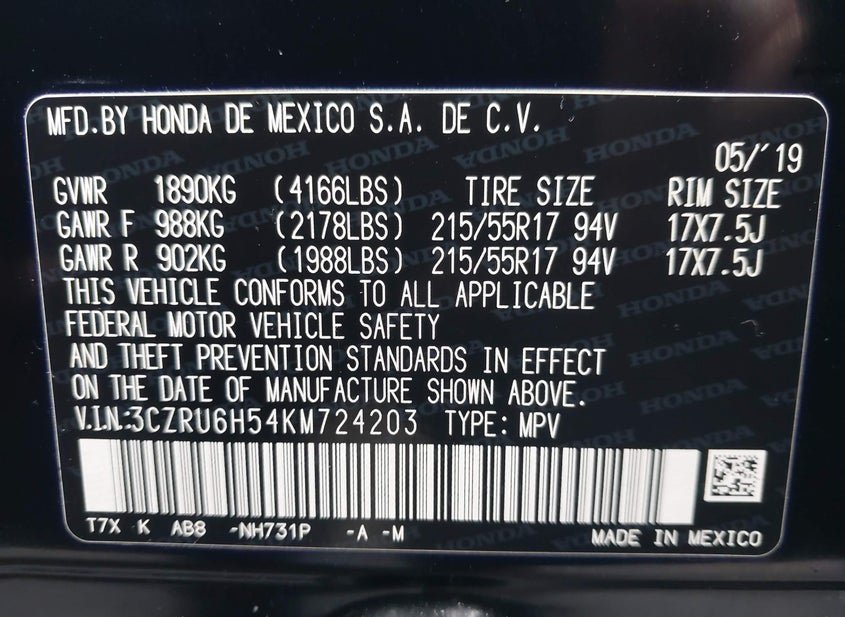 MFD.BY HONDA DE MEXICO S.A. DE C.V.
05/'19
GVWR 1890KG (4166LBS) TIRE SIZE RIM SIZE
GAWR F 988KG (2178LBS) 215/55R17 94V 17X7.5J
GAWR R 902KG (1988LBS) 215/55R17 94V 17X7.5J
THIS VEHICLE CONFORMS TO ALL APPLICABLE
FEDERAL MOTOR VEHICLE SAFETY
AND THEFT PREVENTION STANDARDS IN EFFECT
ON THE DATE OF MANUFACTURE SHOWN ABOVE.
V.I.N:3CZRU6H54KM724203 TYPE: MPV
T7X K AB8 -NH731P -A -M
MADE IN MEXICO